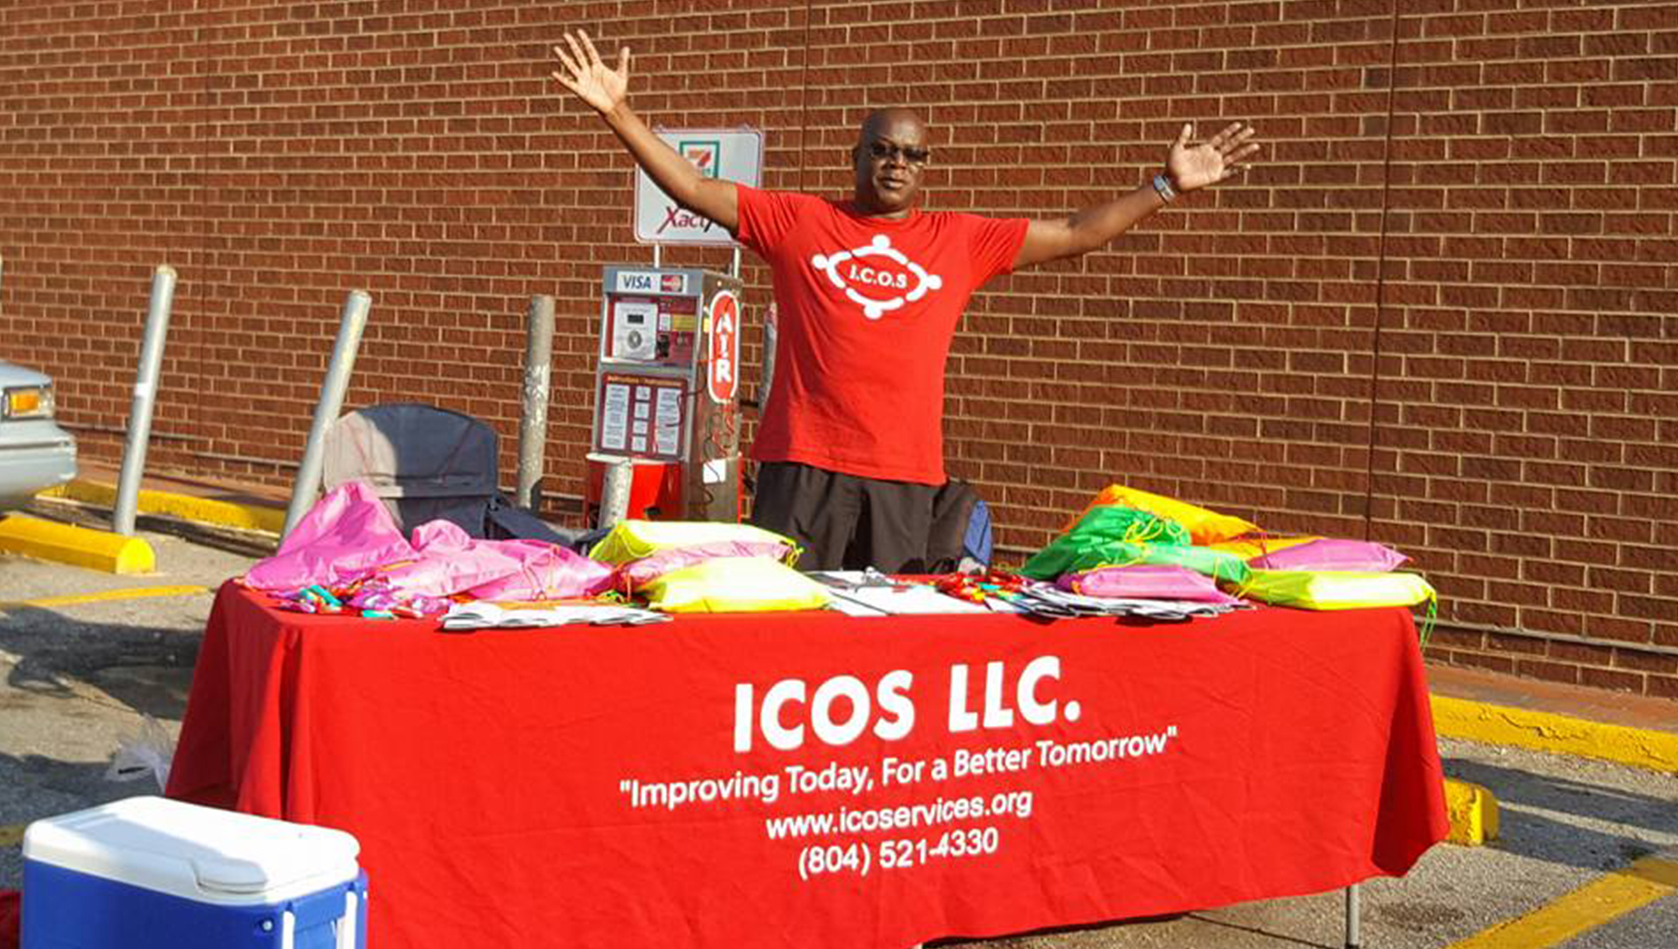 7
Xact
VISA
AIR
I.C.O.S
ICOS LLC.
"Improving Today, For a Better Tomorrow"
www.icoservices.org
(804) 521-4330